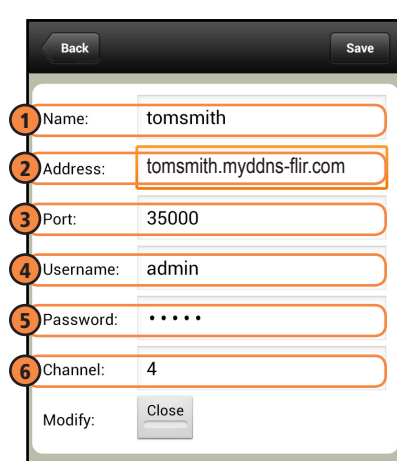 Back Save
1 Name: tomsmith
2 Address: tomsmith.myddns-flir.com
3 Port: 35000
4 Username: admin
5 Password: •••••
6 Channel: 4
Modify: Close